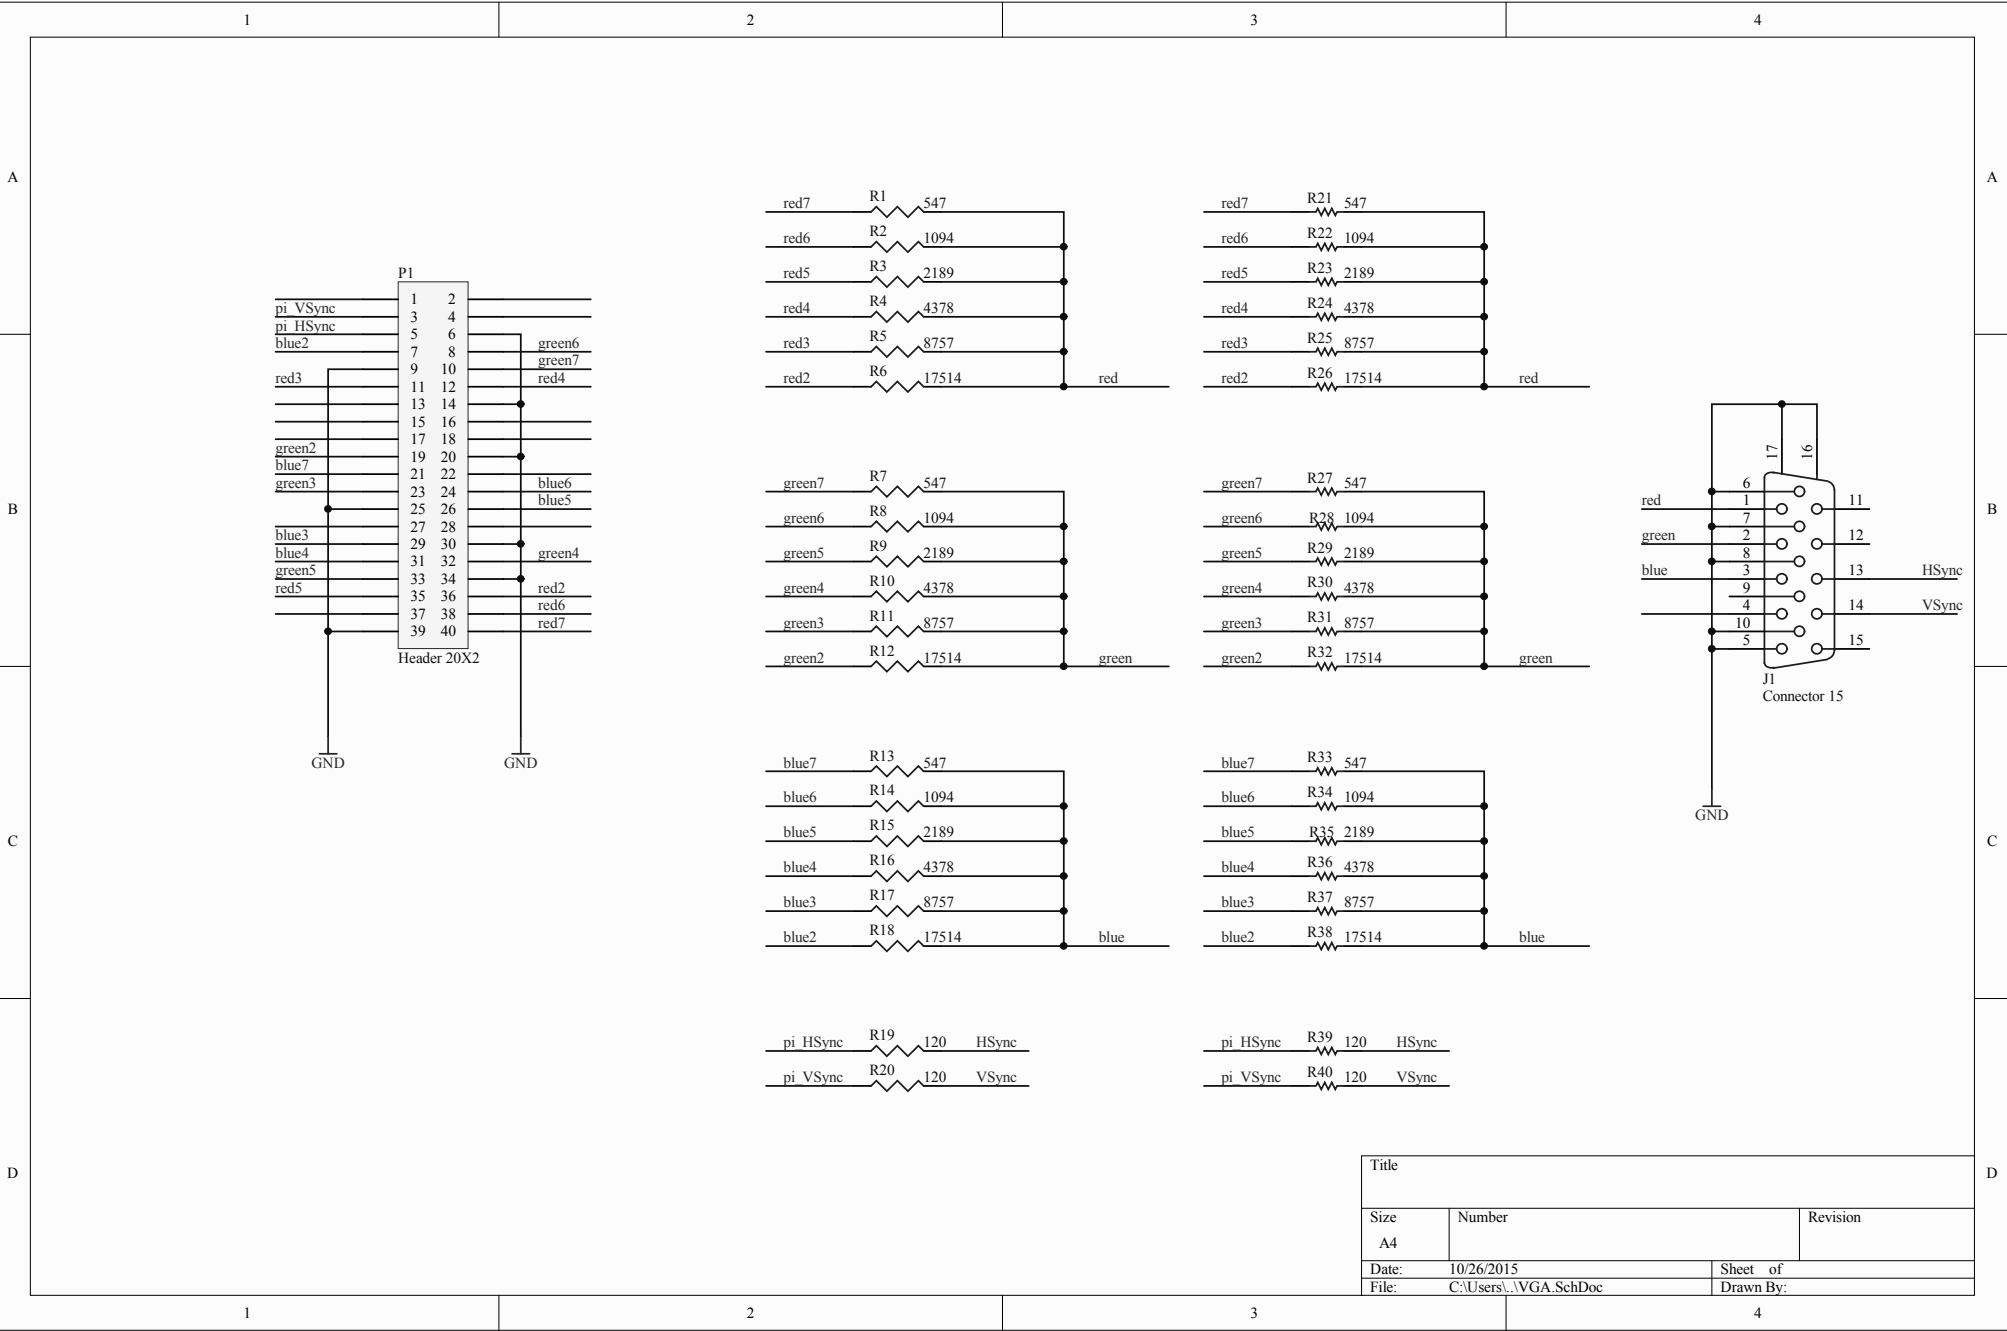 1 2 3 4
A A
B B
C C
D D
P1
1 2
pi_VSync 3 4
pi_HSync 5 6
blue2 7 8 green6
9 10 green7
red3 11 12 red4
13 14
15 16
17 18
green2 19 20
blue7 21 22
green3 23 24 blue6
25 26 blue5
27 28
blue3 29 30
blue4 31 32 green4
green5 33 34
red5 35 36 red2
37 38 red6
39 40 red7
Header 20X2
GND GND
red7 R1 547
red6 R2 1094
red5 R3 2189
red4 R4 4378
red3 R5 8757
red2 R6 17514 red
green7 R7 547
green6 R8 1094
green5 R9 2189
green4 R10 4378
green3 R11 8757
green2 R12 17514 green
blue7 R13 547
blue6 R14 1094
blue5 R15 2189
blue4 R16 4378
blue3 R17 8757
blue2 R18 17514 blue
pi_HSync R19 120 HSync
pi_VSync R20 120 VSync
red7 R21 547
red6 R22 1094
red5 R23 2189
red4 R24 4378
red3 R25 8757
red2 R26 17514 red
green7 R27 547
green6 R28 1094
green5 R29 2189
green4 R30 4378
green3 R31 8757
green2 R32 17514 green
blue7 R33 547
blue6 R34 1094
blue5 R35 2189
blue4 R36 4378
blue3 R37 8757
blue2 R38 17514 blue
pi_HSync R39 120 HSync
pi_VSync R40 120 VSync
17 16
6
red 1 11
7
green 2 12
8
blue 3 13 HSync
9
4 14 VSync
10
5 15
J1
Connector 15
GND
Title
Size Number Revision
A4
Date: 10/26/2015 Sheet of
File: C:\Users\..\VGA.SchDoc Drawn By:
1 2 3 4